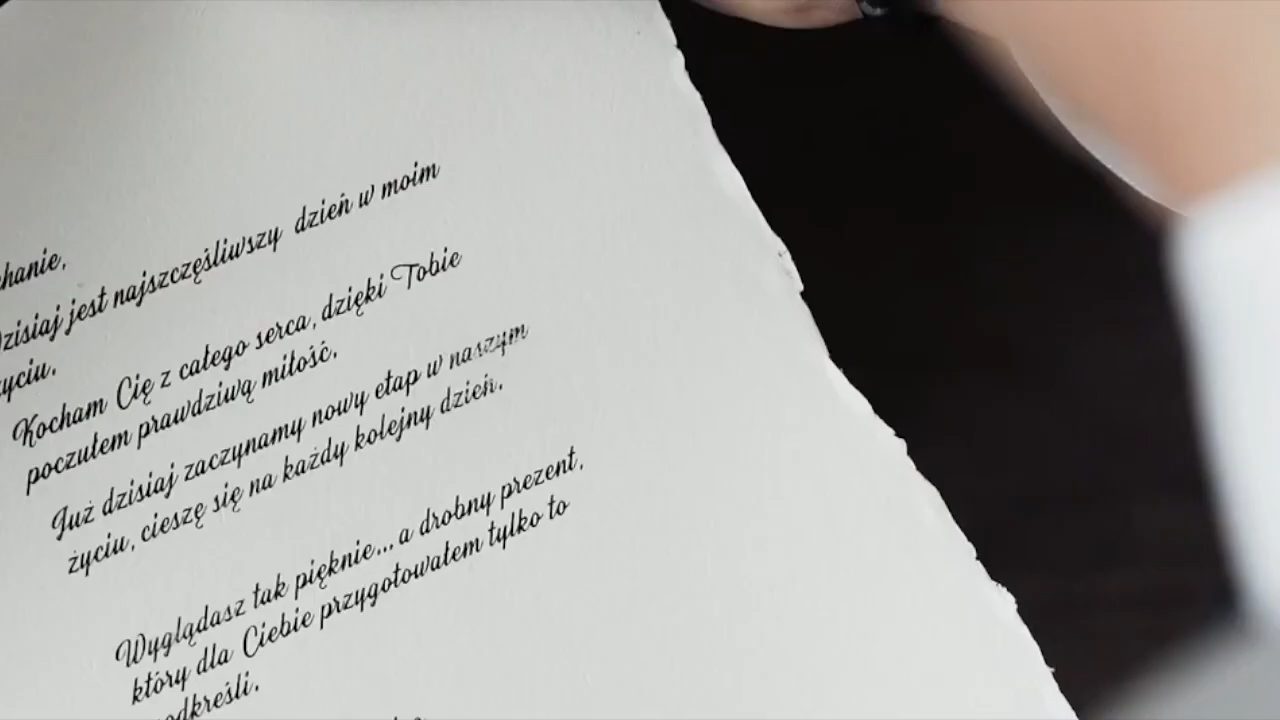 chanie,
Dzisiaj jest najszczęśliwszy dzień w moim
życiu.
Kocham Cię z całego serca, dzięki Tobie
poczułem prawdziwą miłość.
Już dzisiaj zaczynamy nowy etap w naszym
życiu, cieszę się na każdy kolejny dzień.
Wyglądasz tak pięknie... a drobny prezent,
który dla Ciebie przygotowałem tylko to
podkreśli.